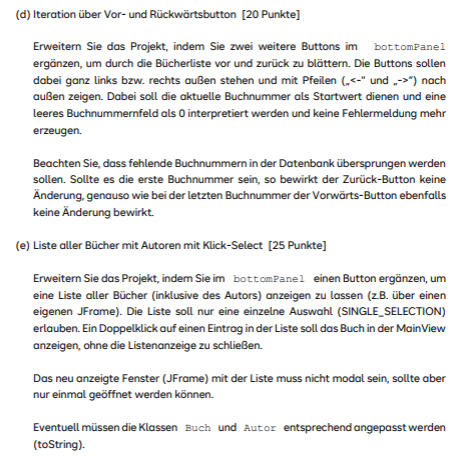 (d) Iteration über Vor- und Rückwärtsbutton [20 Punkte]
Erweitern Sie das Projekt, indem Sie zwei weitere Buttons im bottomPanel
ergänzen, um durch die Bücherliste vor und zurück zu blättern. Die Buttons sollen
dabei ganz links bzw. rechts außen stehen und mit Pfeilen („<-“ und „->“) nach
außen zeigen. Dabei soll die aktuelle Buchnummer als Startwert dienen und eine
leeres Buchnummernfeld als 0 interpretiert werden und keine Fehlermeldung mehr
erzeugen.
Beachten Sie, dass fehlende Buchnummern in der Datenbank übersprungen werden
sollen. Sollte es die erste Buchnummer sein, so bewirkt der Zurück-Button keine
Änderung, genauso wie bei der letzten Buchnummer der Vorwärts-Button ebenfalls
keine Änderung bewirkt.
(e) Liste aller Bücher mit Autoren mit Klick-Select [25 Punkte]
Erweitern Sie das Projekt, indem Sie im bottomPanel einen Button ergänzen, um
eine Liste aller Bücher (inklusive des Autors) anzeigen zu lassen (z.B. über einen
eigenen JFrame). Die Liste soll nur eine einzelne Auswahl (SINGLE_SELECTION)
erlauben. Ein Doppelklick auf einen Eintrag in der Liste soll das Buch in der MainView
anzeigen, ohne die Listenanzeige zu schließen.
Das neu anzeigte Fenster (JFrame) mit der Liste muss nicht modal sein, sollte aber
nur einmal geöffnet werden können.
Eventuell müssen die Klassen Buch und Autor entsprechend angepasst werden
(toString).